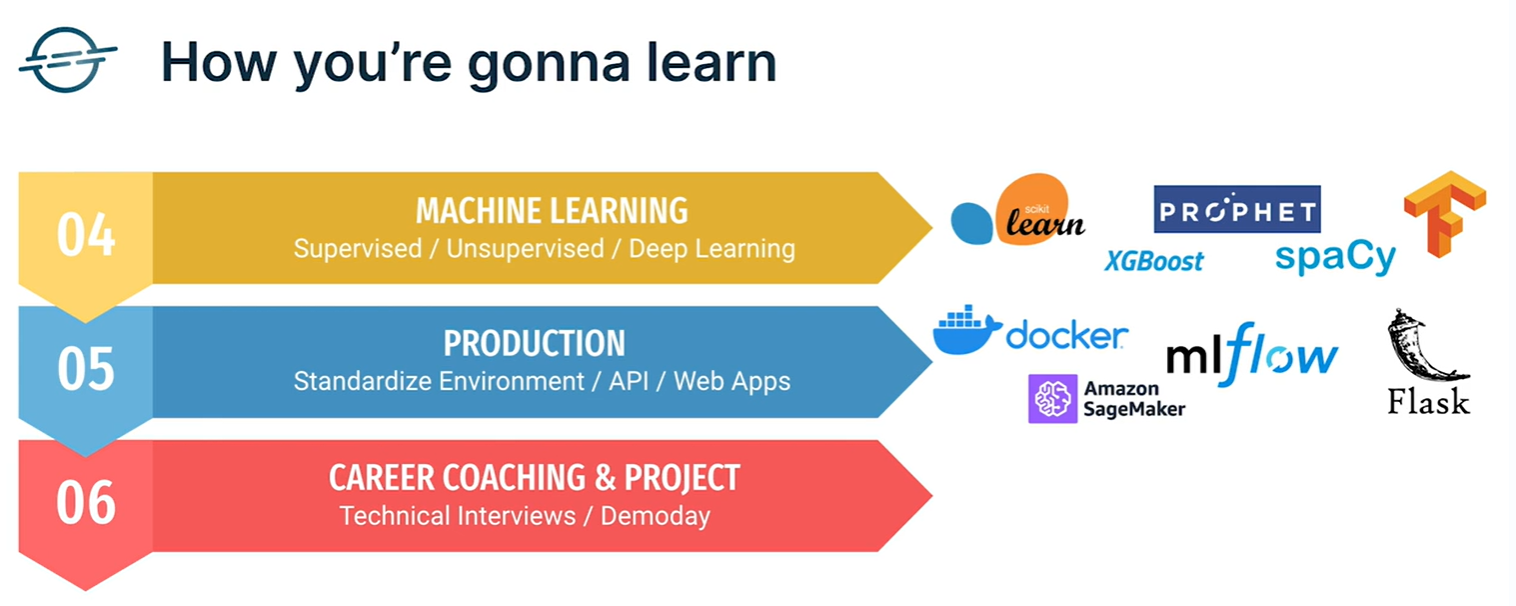 How you're gonna learn
04
MACHINE LEARNING
Supervised / Unsupervised / Deep Learning
scikit
learn
PROPHET
XGBoost
spaCy
05
PRODUCTION
Standardize Environment / API / Web Apps
docker
mlflow
Amazon
SageMaker
Flask
06
CAREER COACHING & PROJECT
Technical Interviews / Demoday